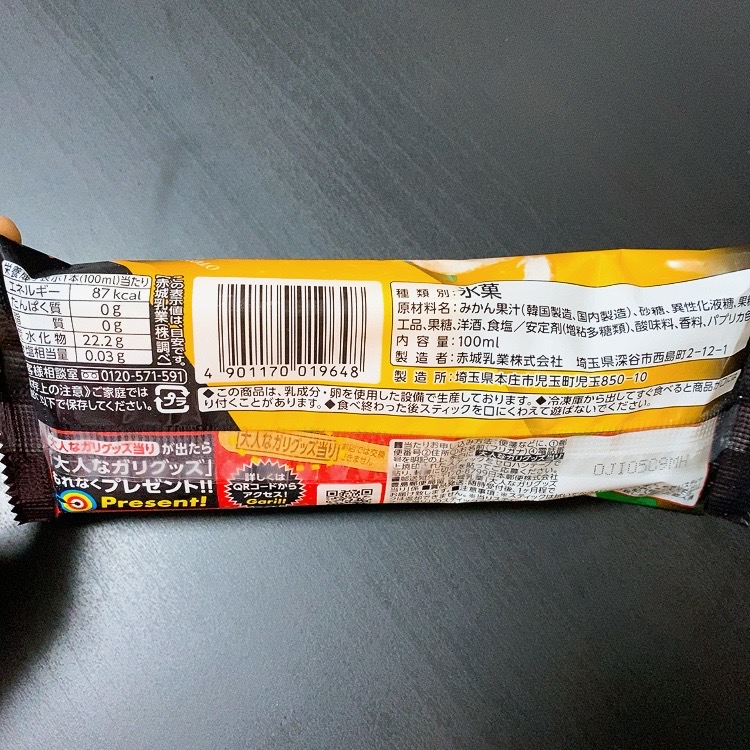 1本(100ml)当たり
エネルギー 87kcal
たんぱく質 0g
質 0g
水化物 22.2g
塩相当量 0.03g
この表示値は、目安です。
(赤城乳業(株)調べ)
客様相談室 0120-571-591
存上の注意》ご家庭では
以下で保存してください。
プラ
4 901170 019648
種類別:氷菓
原材料名:みかん果汁(韓国製造、国内製造)、砂糖、異性化液糖、果
工品、果糖、洋酒、食塩/安定剤(増粘多糖類)、酸味料、香料、パプリカ色
内容量:100ml
製造者:赤城乳業株式会社 埼玉県深谷市西島町2-12-1
製造所:埼玉県本庄市児玉町児玉850-10
◆この商品は、乳成分・卵を使用した設備で生産しております。◆冷凍庫から出してすぐ食べると商品が
り付くことがあります。◆食べ終わった後スティックを口にくわえて遊ばないでください。
大人なガリグッズ当りが出たら
「大人なガリグッズ」
もれなくプレゼント!!
Present!
「大人なガリグッズ当り」
詳しくは
QRコードから
アクセス!
Gari!!
0JI0509MH